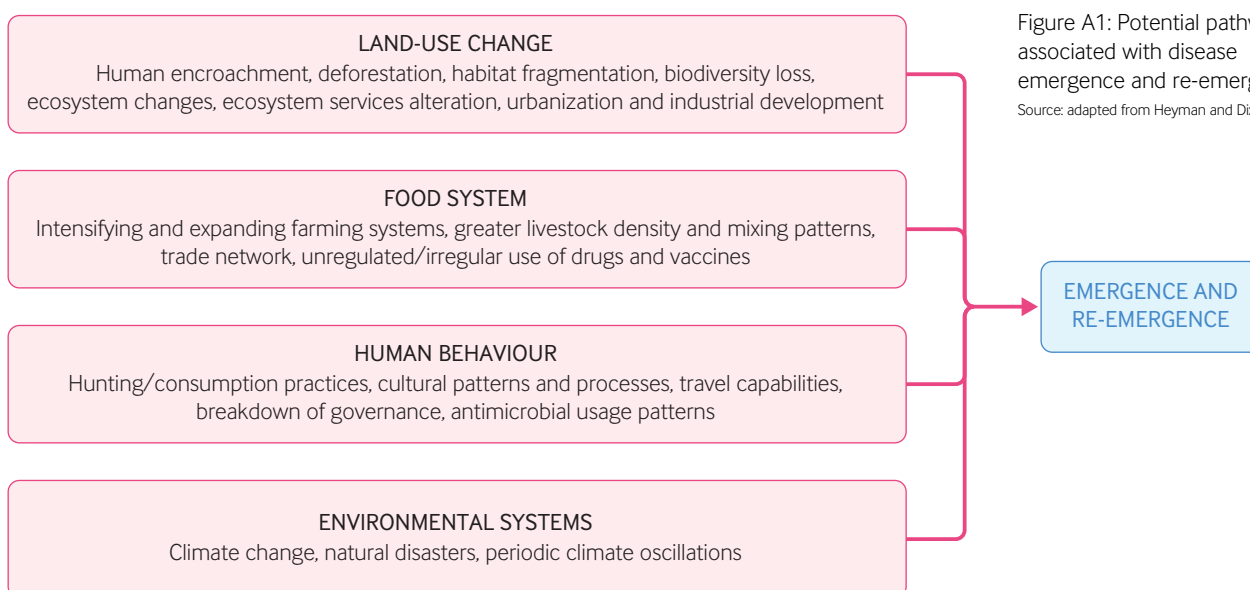 Figure A1: Potential
associated with disease
emergence and
Source: adapted from Heyman and
LAND-USE CHANGE
Human encroachment, deforestation, habitat fragmentation, biodiversity loss,
ecosystem changes, ecosystem services alteration, urbanization and industrial development
FOOD SYSTEM
Intensifying and expanding farming systems, greater livestock density and mixing patterns,
trade network, unregulated/irregular use of drugs and vaccines
HUMAN BEHAVIOUR
Hunting/consumption practices, cultural patterns and processes, travel capabilities,
breakdown of governance, antimicrobial usage patterns
ENVIRONMENTAL SYSTEMS
Climate change, natural disasters, periodic climate oscillations
EMERGENCE AND
RE-EMERGENCE